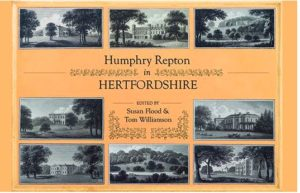 Humphry Repton
in
HERTFORDSHIRE
EDITED BY
Susan Flood &
Tom Williamson